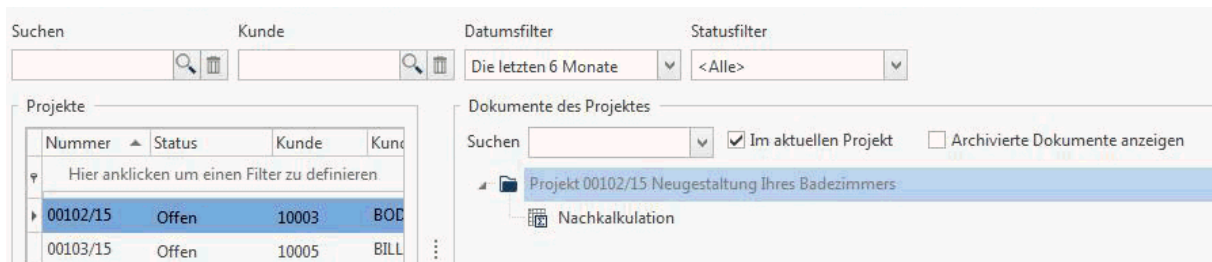 Suchen Kunde Datumsfilter Statusfilter
Die letzten 6 Monate <Alle>
Projekte
Nummer Status Kunde Kund
Hier anklicken um einen Filter zu definieren
00102/15 Offen 10003 BOD
00103/15 Offen 10005 BILL
Dokumente des Projektes
Suchen Im aktuellen Projekt Archivierte Dokumente anzeigen
Projekt 00102/15 Neugestaltung Ihres Badezimmers
Nachkalkulation